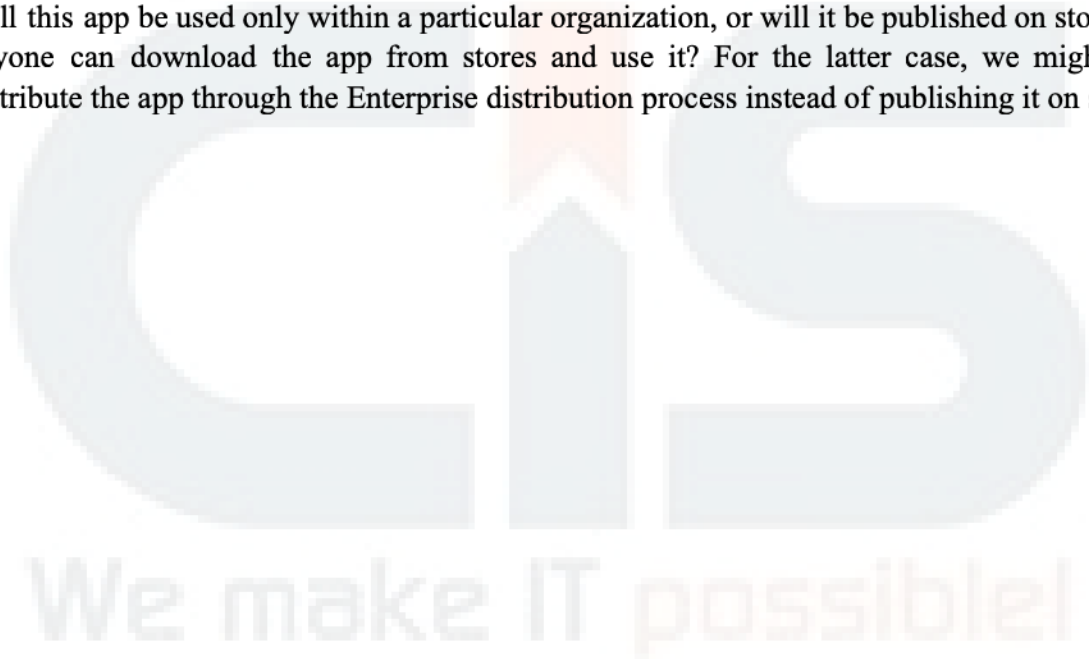 ll this app be used only within a particular organization, or will it be published on sto
yone can download the app from stores and use it? For the latter case, we migh
tribute the app through the Enterprise distribution process instead of publishing it on
CiS
We make IT possible!